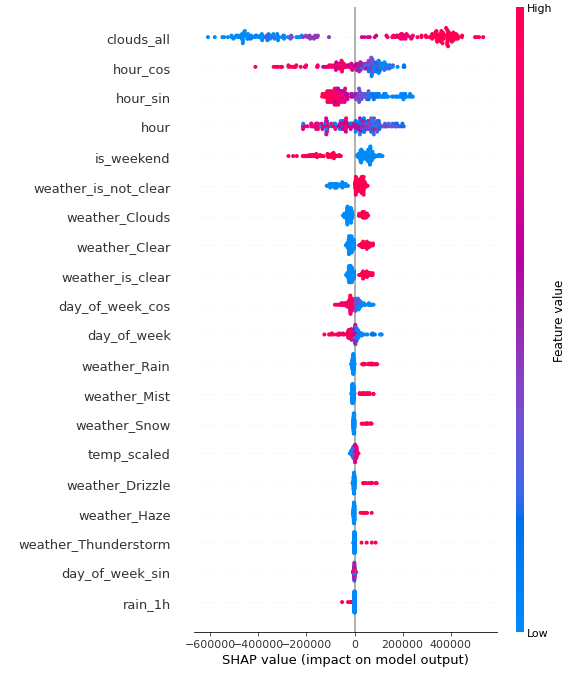 High
clouds_all
hour_cos
hour_sin
hour
is_weekend
weather_is_not_clear
weather_Clouds
weather_Clear
weather_is_clear
day_of_week_cos
day_of_week
weather_Rain
weather_Mist
weather_Snow
temp_scaled
weather_Drizzle
weather_Haze
weather_Thunderstorm
day_of_week_sin
rain_1h
Feature value
Low
−600000 −400000 −200000 0 200000 400000
SHAP value (impact on model output)